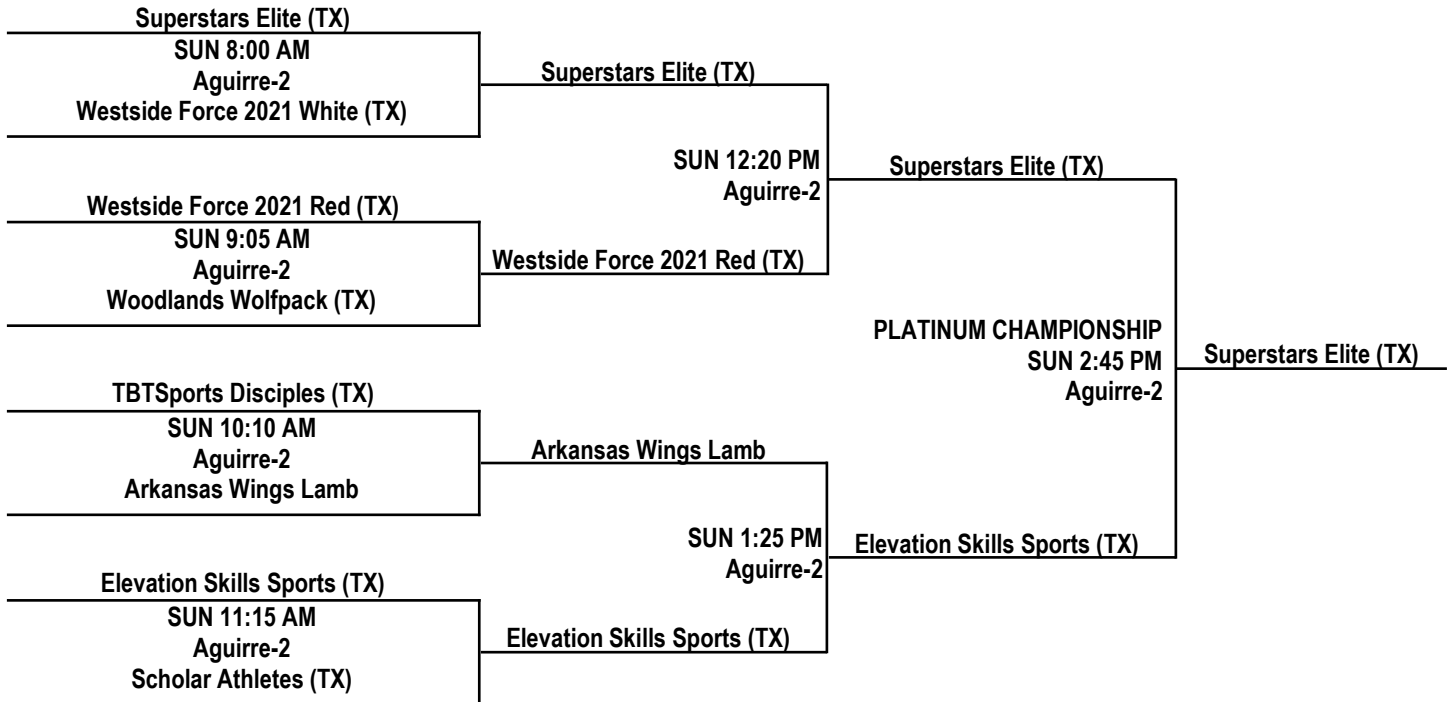 Superstars Elite (TX)
SUN 8:00 AM
Aguirre-2
Westside Force 2021 White (TX)
Westside Force 2021 Red (TX)
SUN 9:05 AM
Aguirre-2
Woodlands Wolfpack (TX)
TBTSports Disciples (TX)
SUN 10:10 AM
Aguirre-2
Arkansas Wings Lamb
Elevation Skills Sports (TX)
SUN 11:15 AM
Aguirre-2
Scholar Athletes (TX)
Superstars Elite (TX)
SUN 12:20 PM
Aguirre-2
Westside Force 2021 Red (TX)
Arkansas Wings Lamb
SUN 1:25 PM
Aguirre-2
Elevation Skills Sports (TX)
Superstars Elite (TX)
PLATINUM CHAMPIONSHIP
SUN 2:45 PM
Aguirre-2
Elevation Skills Sports (TX)
Superstars Elite (TX)